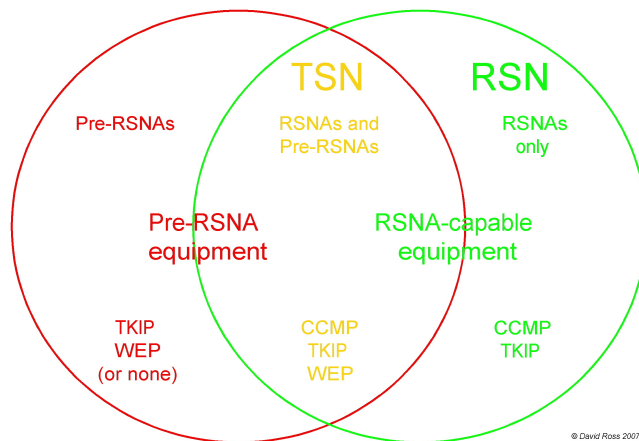 TSN
RSN
Pre-RSNAs
RSNAs and
Pre-RSNAs
RSNAs
only
Pre-RSNA
equipment
RSNA-capable
equipment
TKIP
WEP
(or none)
CCMP
TKIP
WEP
CCMP
TKIP
© David Ross 2007